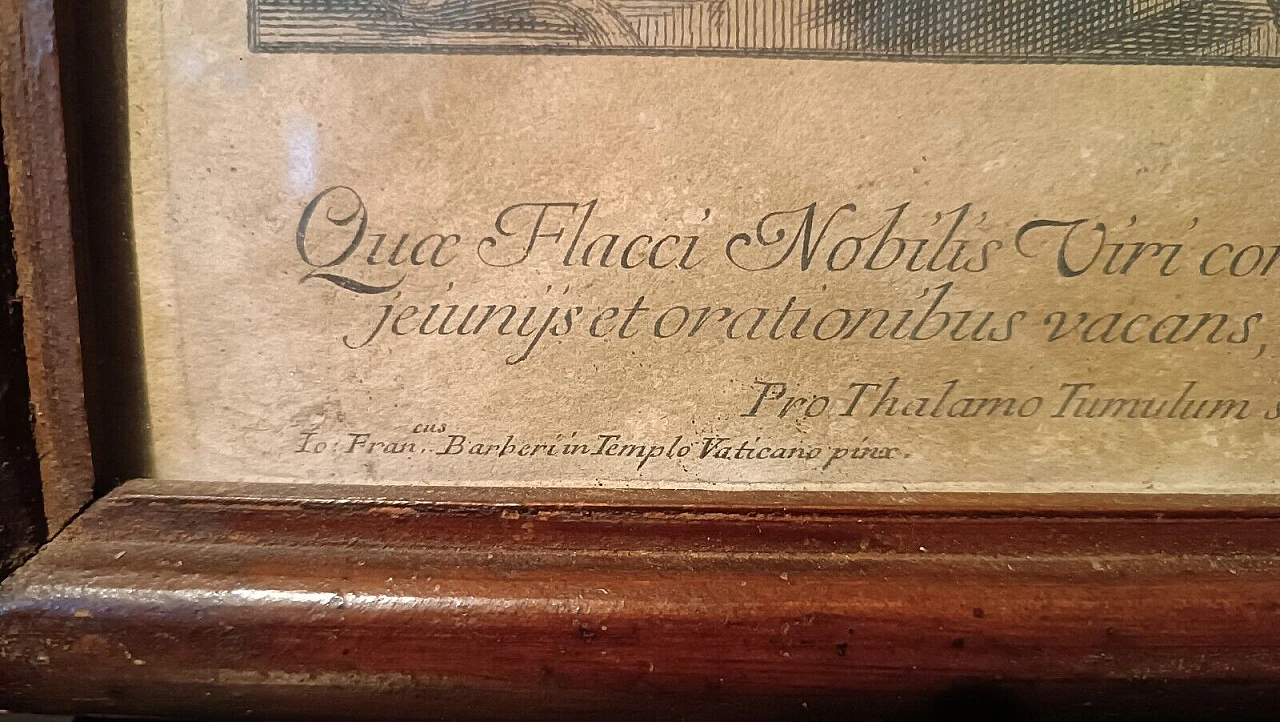 Quæ Flacci Nobilis Viri con
jeiunijs et orationibus vacans,
Pro Thalamo Tumulum s
Io: Fran.cus Barberi in Templo Vaticano pinx.